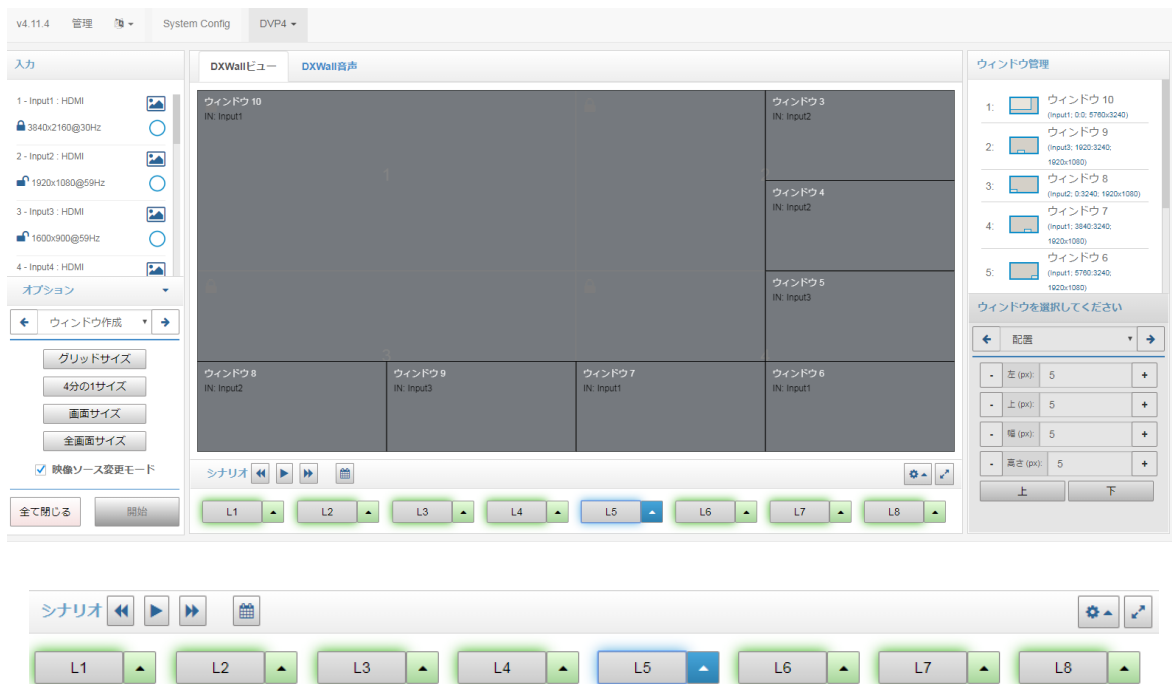 v4.11.4 管理 System Config DVP4
入力
1 - Input1 : HDMI
3840x2160@30Hz
2 - Input2 : HDMI
1920x1080@59Hz
3 - Input3 : HDMI
1600x900@59Hz
4 - Input4 : HDMI
オプション
ウィンドウ作成
グリッドサイズ
4分の1サイズ
画面サイズ
全画面サイズ
映像ソース変更モード
全て閉じる 開始
DXWallビュー DXWall音声
ウィンドウ 10
IN: Input1
1
2
3
4
ウィンドウ 3
IN: Input2
ウィンドウ 4
IN: Input2
ウィンドウ 5
IN: Input3
ウィンドウ 8
IN: Input2
ウィンドウ 9
IN: Input3
ウィンドウ 7
IN: Input1
ウィンドウ 6
IN: Input1
シナリオ
L1 L2 L3 L4 L5 L6 L7 L8
ウィンドウ管理
1: ウィンドウ 10
(Input1; 0:0; 5760x3240)
2: ウィンドウ 9
(Input3; 1920:3240;
1920x1080)
3: ウィンドウ 8
(Input2; 0:3240; 1920x1080)
4: ウィンドウ 7
(Input1; 3840:3240;
1920x1080)
5: ウィンドウ 6
(Input1; 5760:3240;
1920x1080)
ウィンドウを選択してください
配置
- 左 (px): 5 +
- 上 (px): 5 +
- 幅 (px): 5 +
- 高さ (px): 5 +
上 下
シナリオ
L1 L2 L3 L4 L5 L6 L7 L8